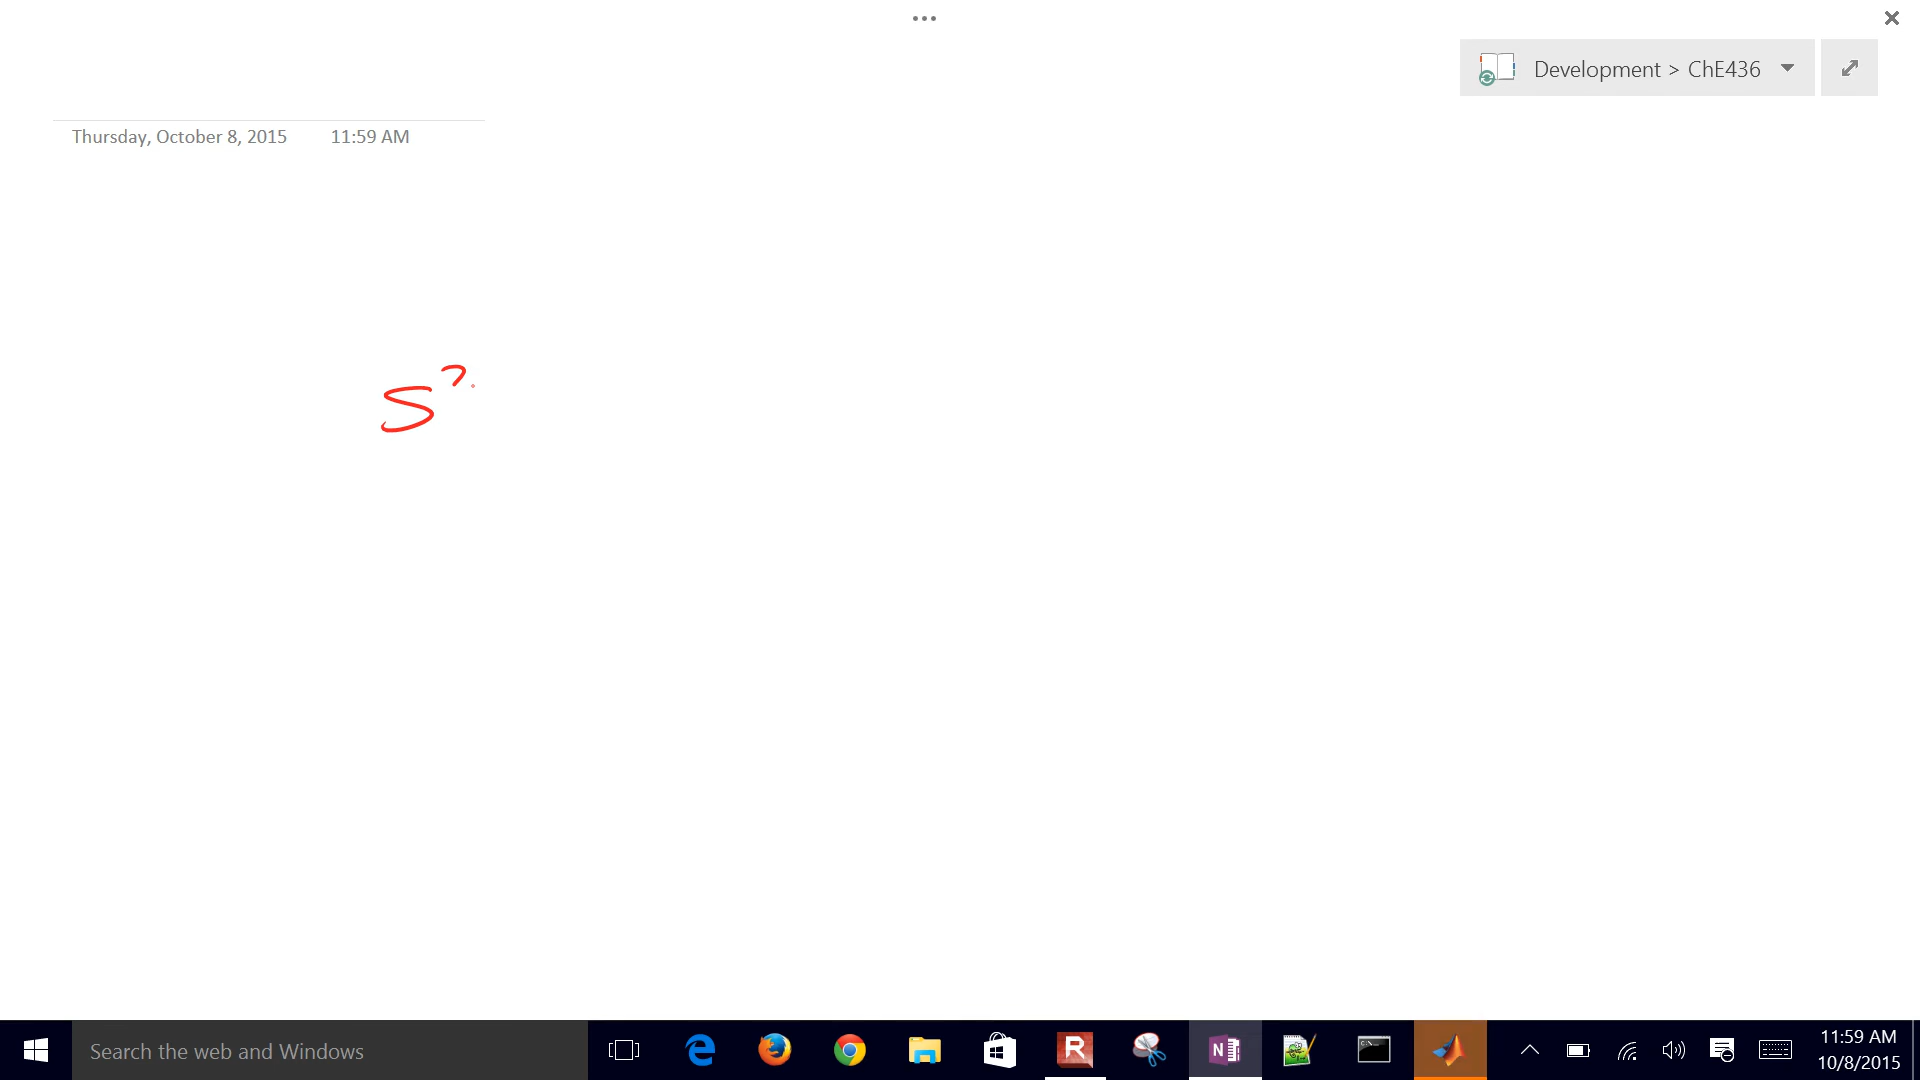 Development > ChE436
Thursday, October 8, 2015 11:59 AM
S
Search the web and Windows
11:59 AM
10/8/2015